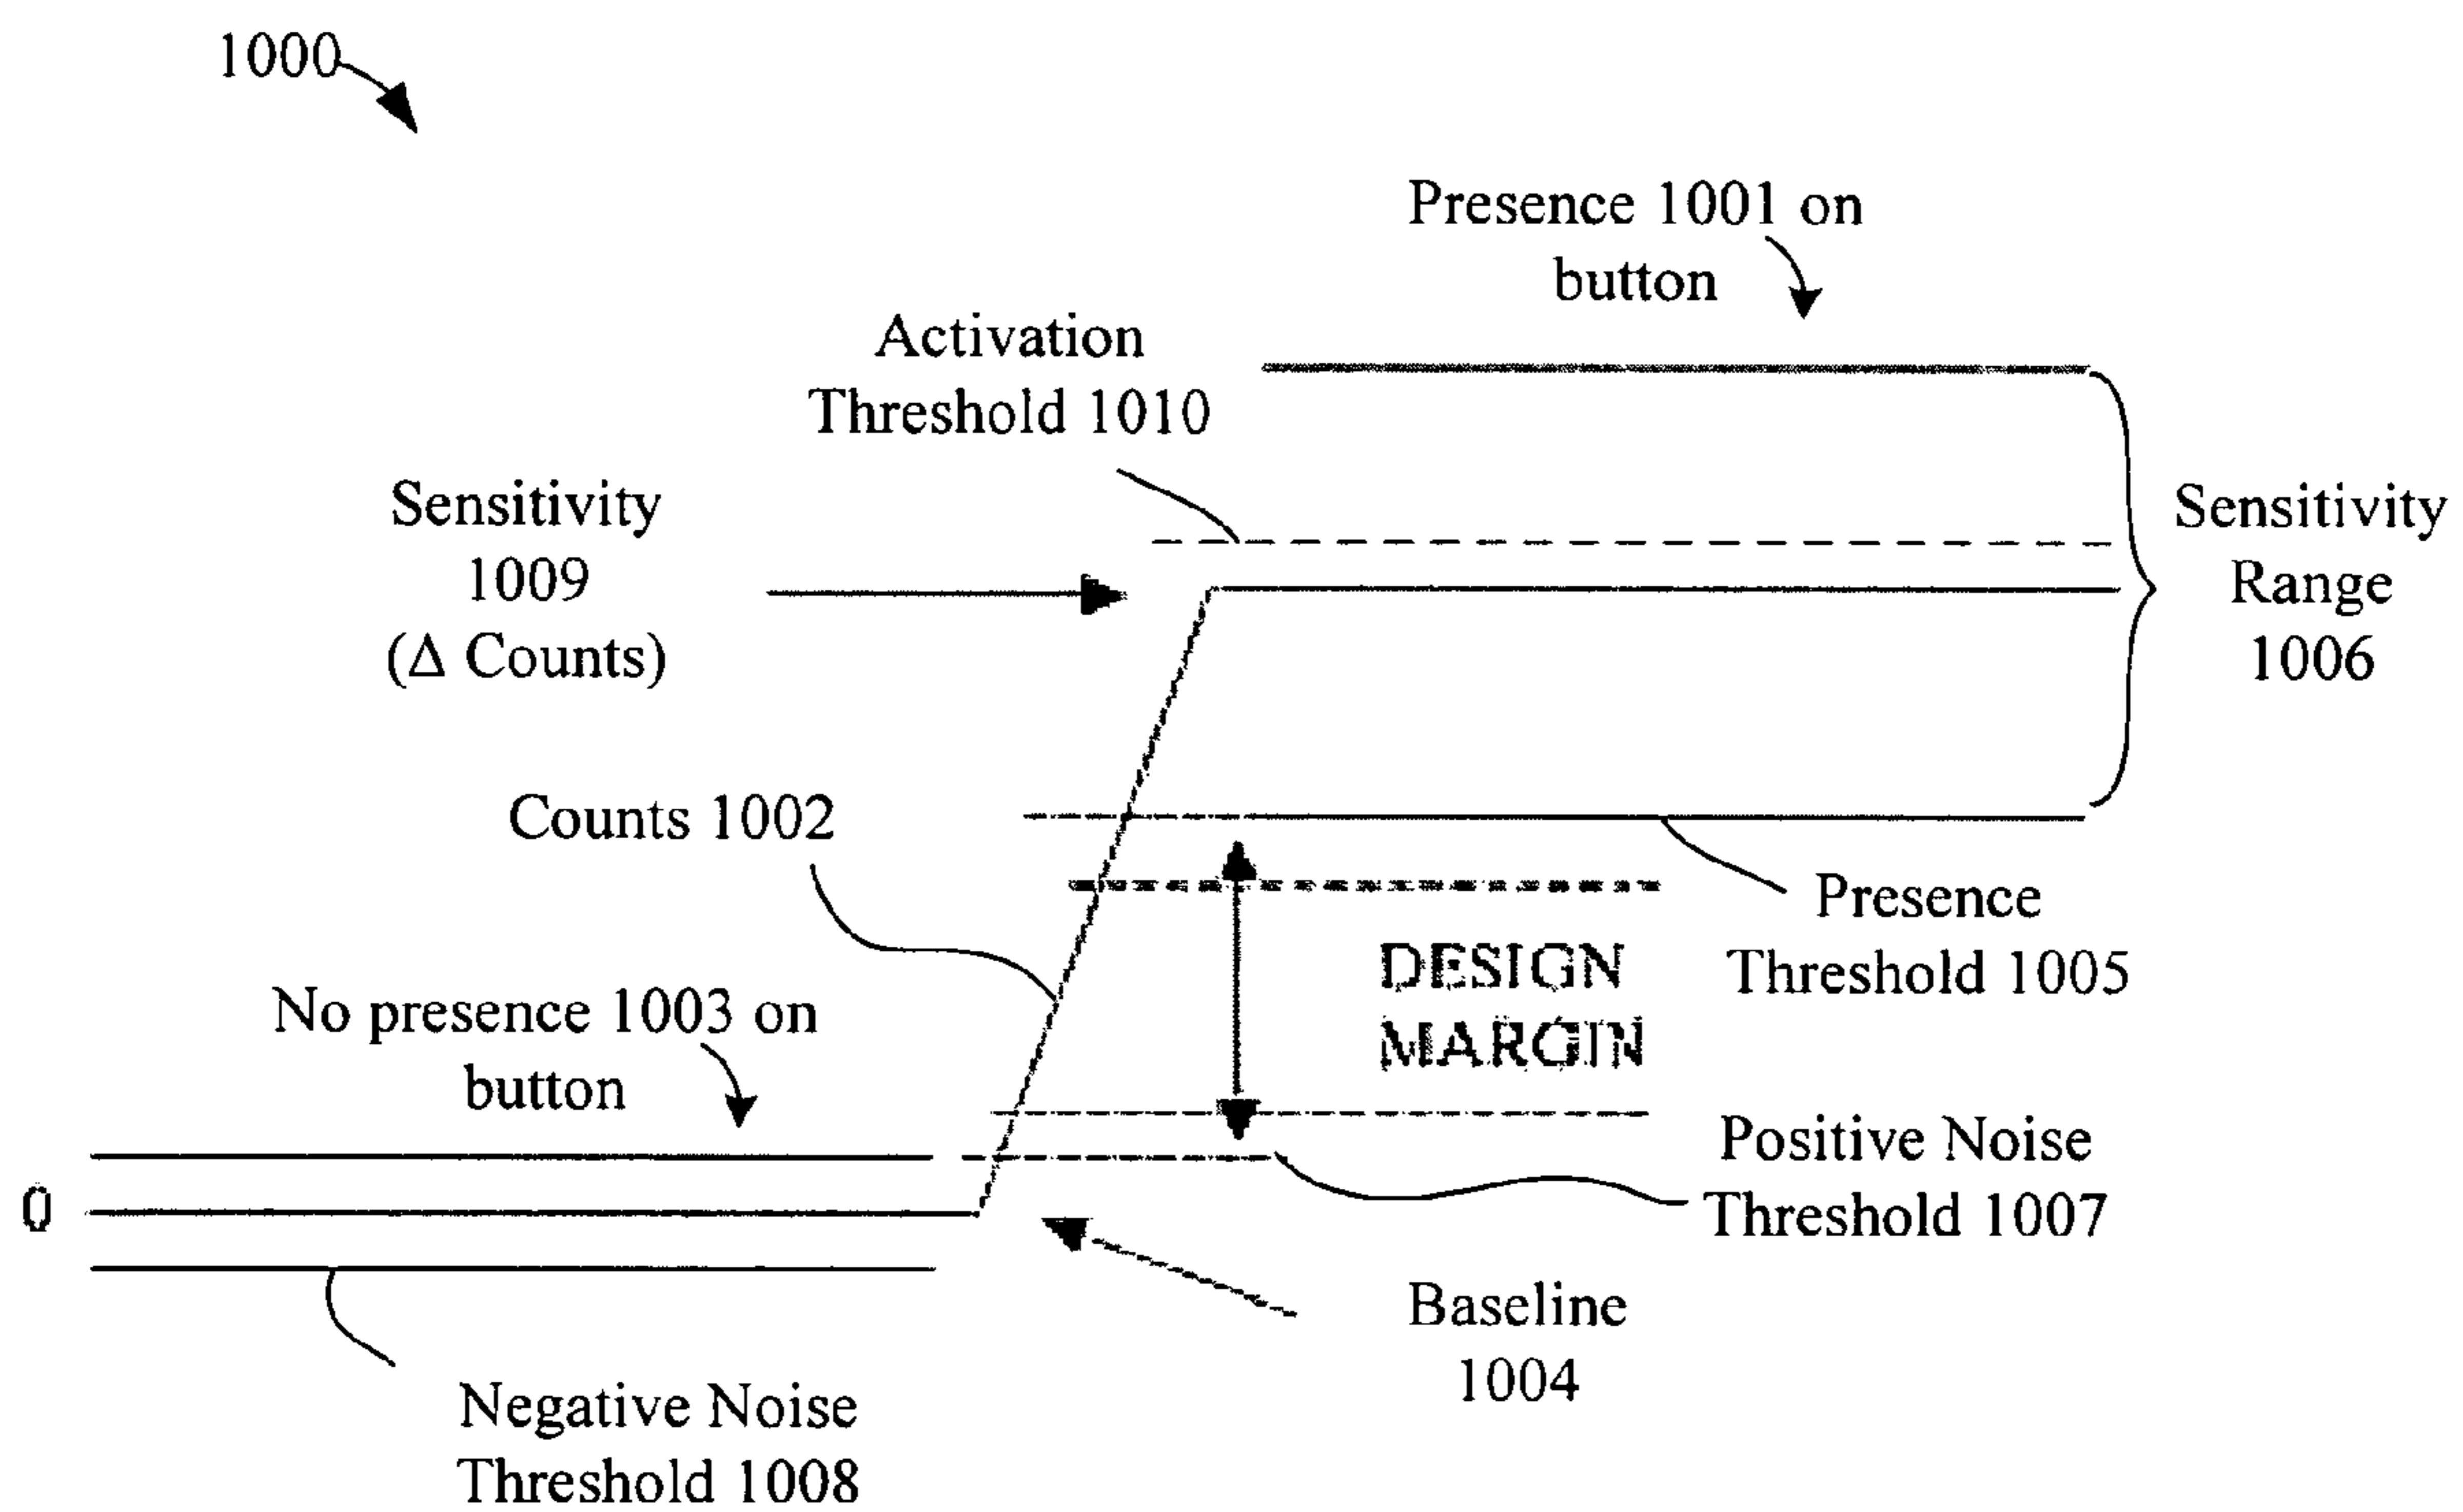 1000
Presence 1001 on
button
Activation
Threshold 1010
Sensitivity
1009
(Δ Counts)
Sensitivity
Range
1006
Counts 1002
Presence
Threshold 1005
DESIGN
MARGIN
No presence 1003 on
button
Positive Noise
Threshold 1007
0
Baseline
1004
Negative Noise
Threshold 1008